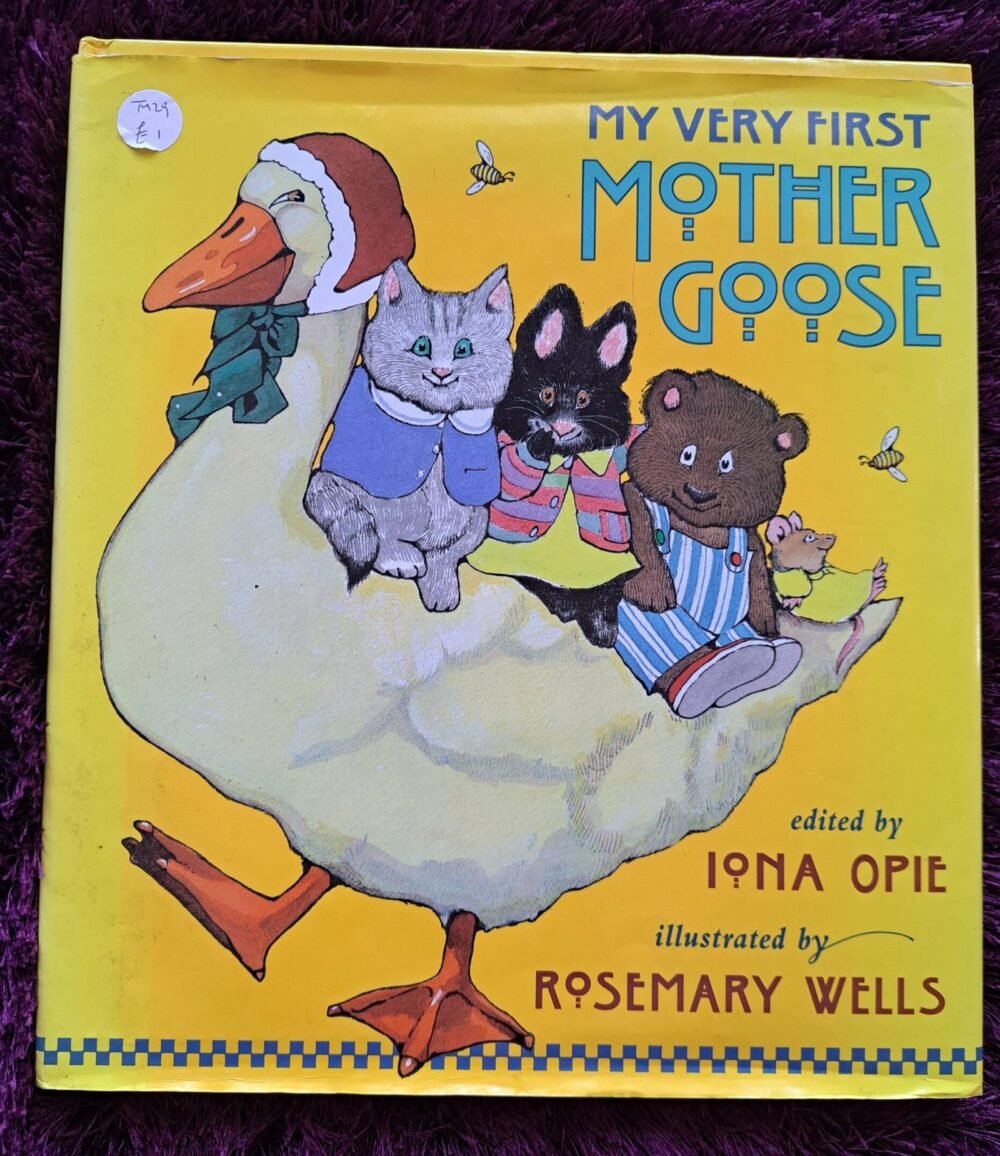 TM29
£1
MY VERY FIRST
MOTHER
GOOSE
edited by
IONA OPIE
illustrated by
ROSEMARY WELLS